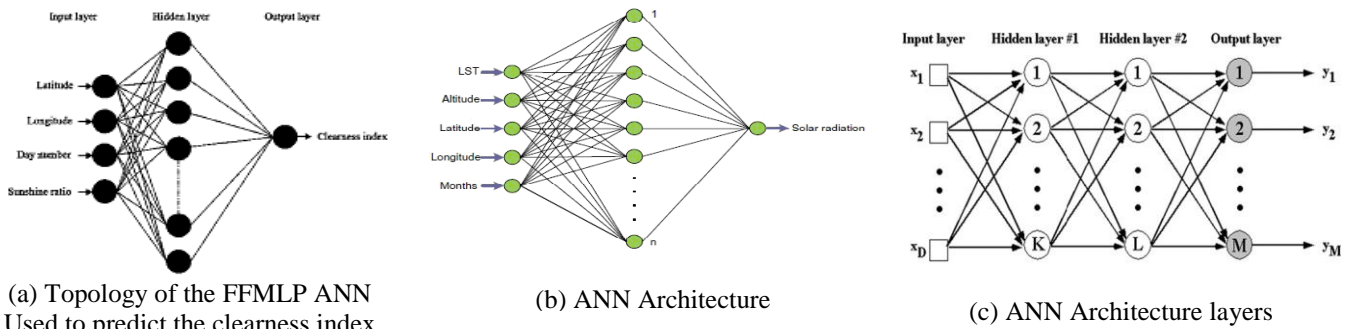 Input layer Hidden layer Output layer
Latitude
Longitude
Day number
Sunshine ratio
Clearness index
(a) Topology of the FFMLP ANN
Used to predict the clearness index
1
LST
Altitude
Latitude
Longitude
Months
Solar radiation
n
(b) ANN Architecture
Input layer Hidden layer #1 Hidden layer #2 Output layer
x1 1 1 1 y1
x2 2 2 2 y2
xD K L M yM
(c) ANN Architecture layers